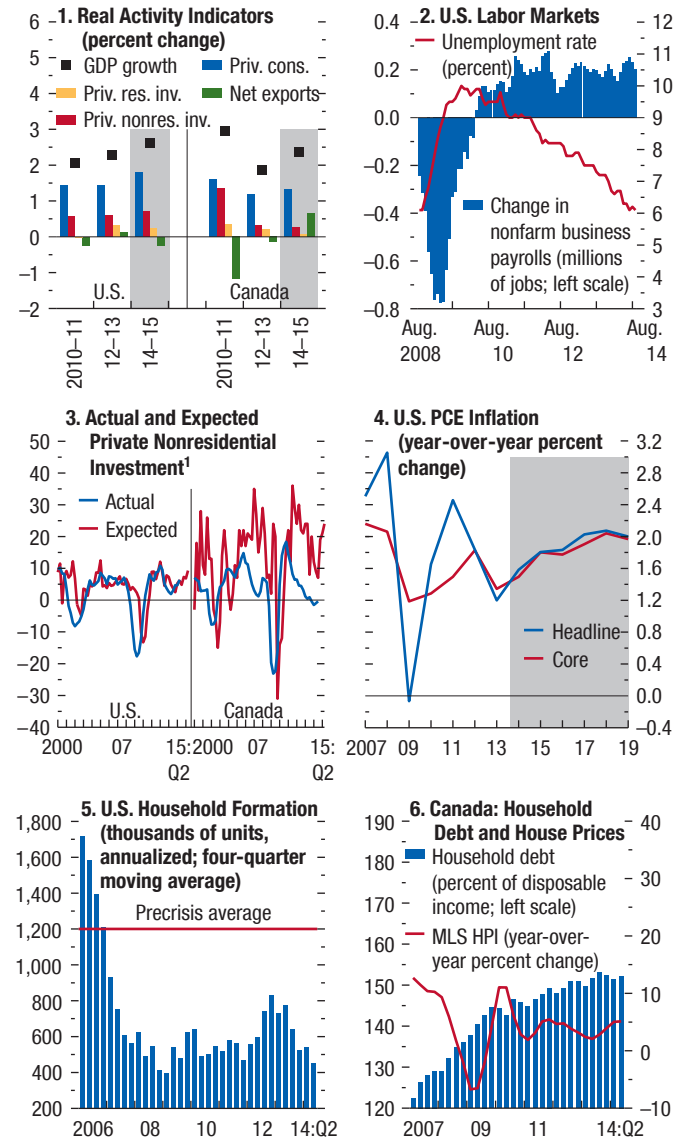 1. Real Activity Indicators
(percent change)
6
5
4
3
2
1
0
–1
–2
GDP growth
Priv. cons.
Priv. res. inv.
Net exports
Priv. nonres. inv.
U.S.
Canada
2010–11
12–13
14–15
2010–11
12–13
14–15
2. U.S. Labor Markets
0.4
0.2
0.0
–0.2
–0.4
–0.6
–0.8
12
11
10
9
8
7
6
5
4
3
Unemployment rate
(percent)
Change in
nonfarm business
payrolls (millions
of jobs; left scale)
Aug. Aug. Aug. Aug.
2008 10 12 14
3. Actual and Expected
Private Nonresidential
Investment1
50
40
30
20
10
0
–10
–20
–30
–40
Actual
Expected
U.S.
Canada
2000 07 15: 2000 07 15:
Q2 Q2
4. U.S. PCE Inflation
(year-over-year percent
change)
3.2
2.8
2.4
2.0
1.6
1.2
0.8
0.4
0.0
–0.4
Headline
Core
2007 09 11 13 15 17 19
5. U.S. Household Formation
(thousands of units,
annualized; four-quarter
moving average)
1,800
1,600
1,400
1,200
1,000
800
600
400
200
Precrisis average
2006 08 10 12 14:Q2
6. Canada: Household
Debt and House Prices
190
180
170
160
150
140
130
120
40
30
20
10
0
–10
Household debt
(percent of disposable
income; left scale)
MLS HPI (year-over-
year percent change)
2007 09 11 14:Q2